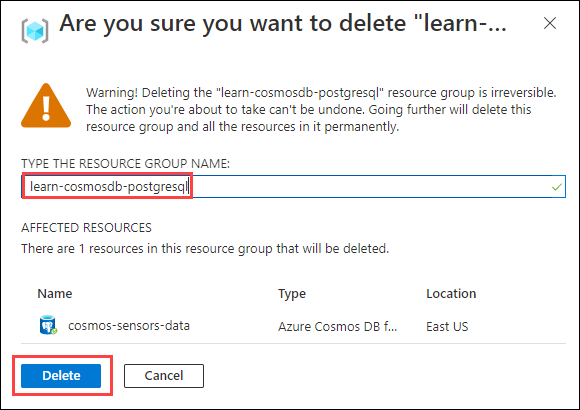 Are you sure you want to delete "learn-...
Warning! Deleting the "learn-cosmosdb-postgresql" resource group is irreversible.
The action you're about to take can't be undone. Going further will delete this
resource group and all the resources in it permanently.
TYPE THE RESOURCE GROUP NAME:
learn-cosmosdb-postgresql
AFFECTED RESOURCES
There are 1 resources in this resource group that will be deleted.
Name Type Location
cosmos-sensors-data Azure Cosmos DB f... East US
Delete Cancel